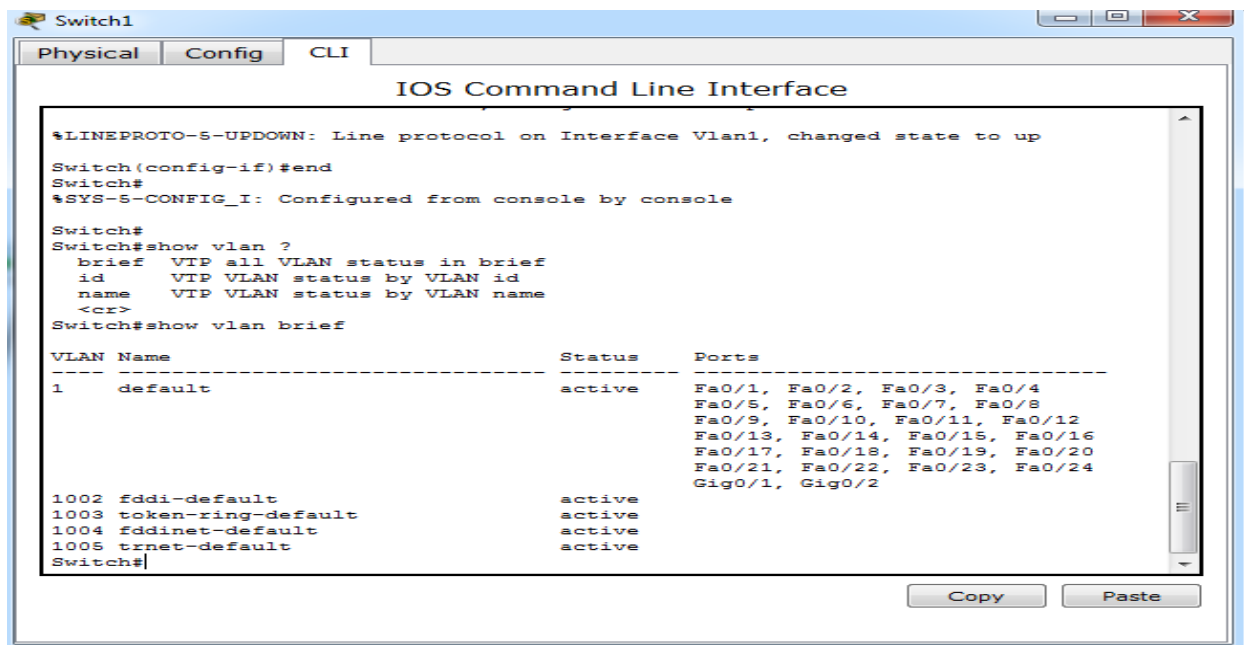 Switch1
Physical Config CLI
IOS Command Line Interface
%LINEPROTO-5-UPDOWN: Line protocol on Interface Vlan1, changed state to up
Switch(config-if)#end
Switch#
%SYS-5-CONFIG_I: Configured from console by console
Switch#
Switch#show vlan ?
brief VTP all VLAN status in brief
id VTP VLAN status by VLAN id
name VTP VLAN status by VLAN name
<cr>
Switch#show vlan brief
VLAN Name Status Ports
---- -------------------------------- --------- -------------------------------
1 default active Fa0/1, Fa0/2, Fa0/3, Fa0/4
Fa0/5, Fa0/6, Fa0/7, Fa0/8
Fa0/9, Fa0/10, Fa0/11, Fa0/12
Fa0/13, Fa0/14, Fa0/15, Fa0/16
Fa0/17, Fa0/18, Fa0/19, Fa0/20
Fa0/21, Fa0/22, Fa0/23, Fa0/24
Gig0/1, Gig0/2
1002 fddi-default active
1003 token-ring-default active
1004 fddinet-default active
1005 trnet-default active
Switch#
Copy Paste